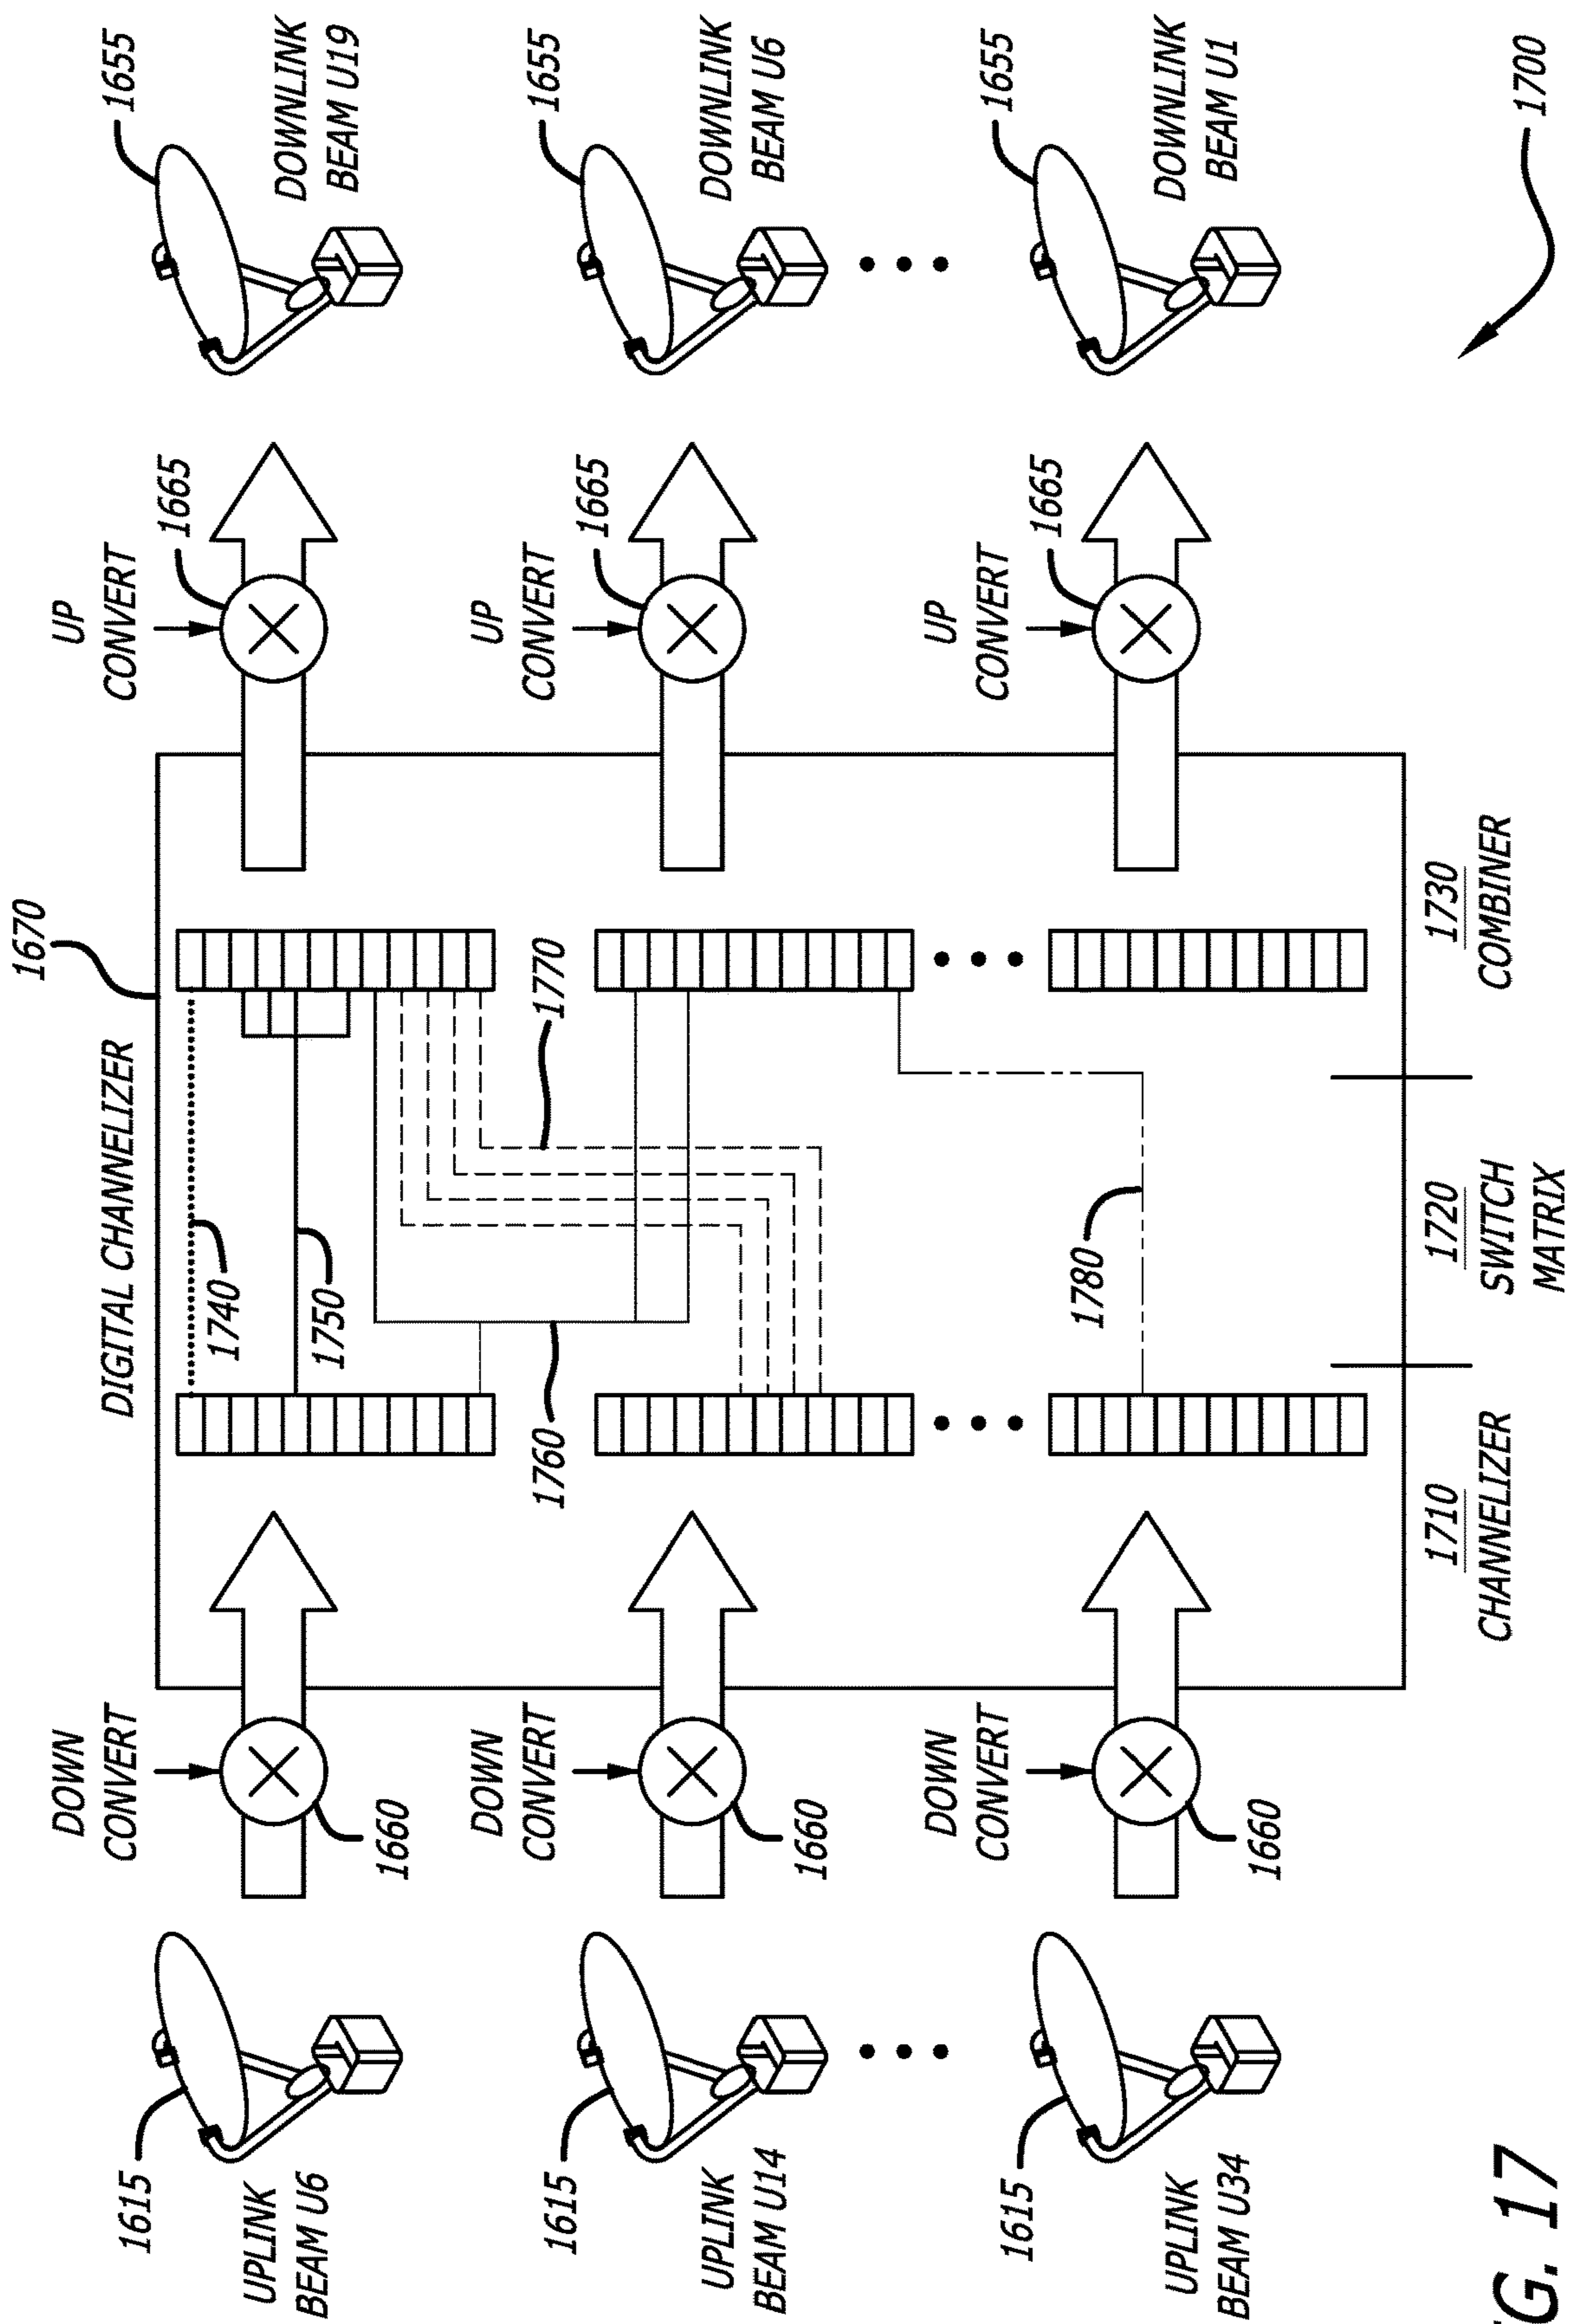 1655
DOWNLINK
BEAM U19
1655
DOWNLINK
BEAM U6
1655
DOWNLINK
BEAM U1
1700
UP
CONVERT
1665
UP
CONVERT
1665
UP
CONVERT
1665
1670
DIGITAL CHANNELIZER
1740
1750
1760
1770
1780
1730
COMBINER
1720
SWITCH
MATRIX
1710
CHANNELIZER
DOWN
CONVERT
1660
DOWN
CONVERT
1660
DOWN
CONVERT
1660
1615
UPLINK
BEAM U6
1615
UPLINK
BEAM U14
1615
UPLINK
BEAM U34
G. 17